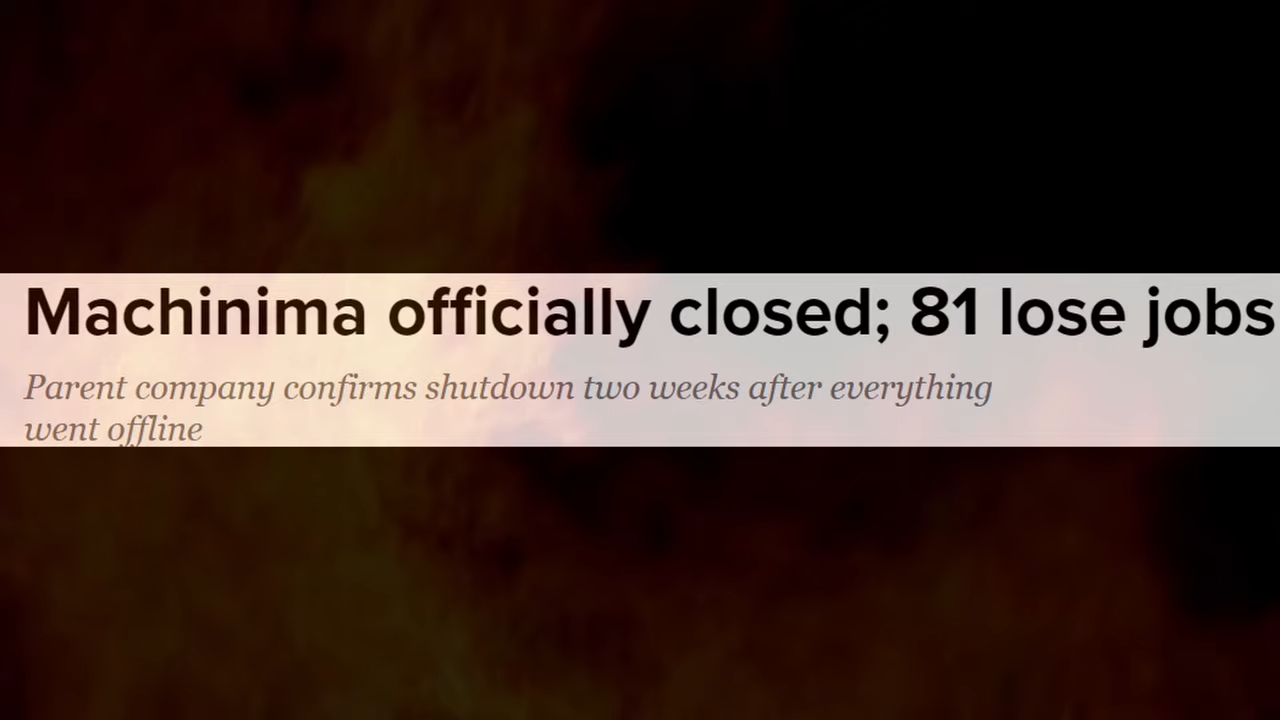 Machinima officially closed; 81 lose jobs
Parent company confirms shutdown two weeks after everything
went offline